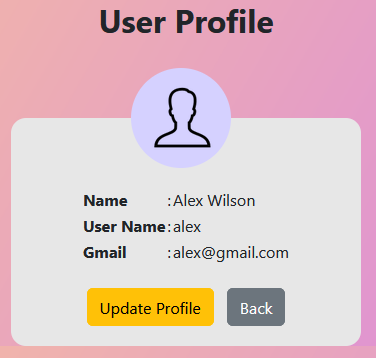 User Profile
Name :Alex Wilson
User Name:alex
Gmail :alex@gmail.com
Update Profile Back